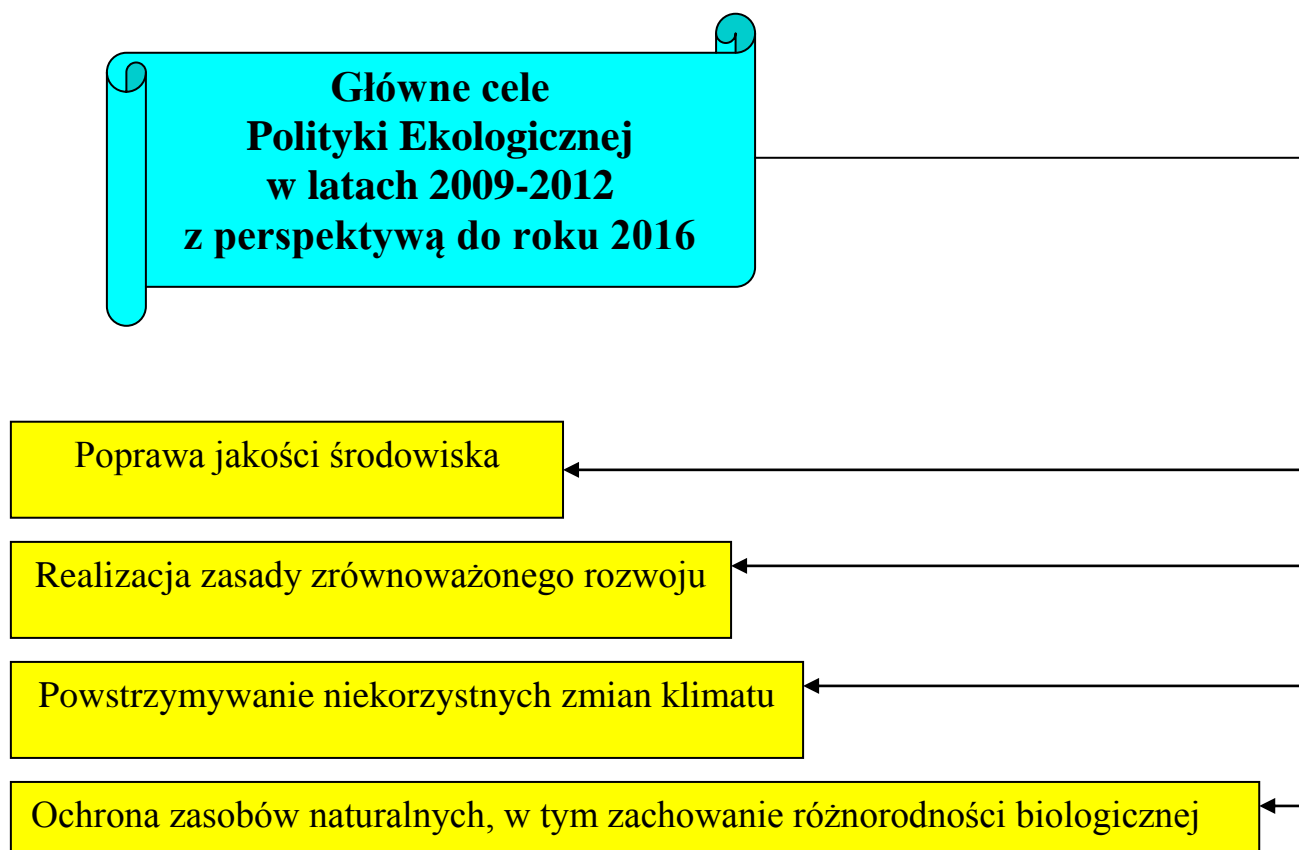 Główne cele
Polityki Ekologicznej
w latach 2009-2012
z perspektywą do roku 2016
Poprawa jakości środowiska
Realizacja zasady zrównoważonego rozwoju
Powstrzymywanie niekorzystnych zmian klimatu
Ochrona zasobów naturalnych, w tym zachowanie różnorodności biologicznej